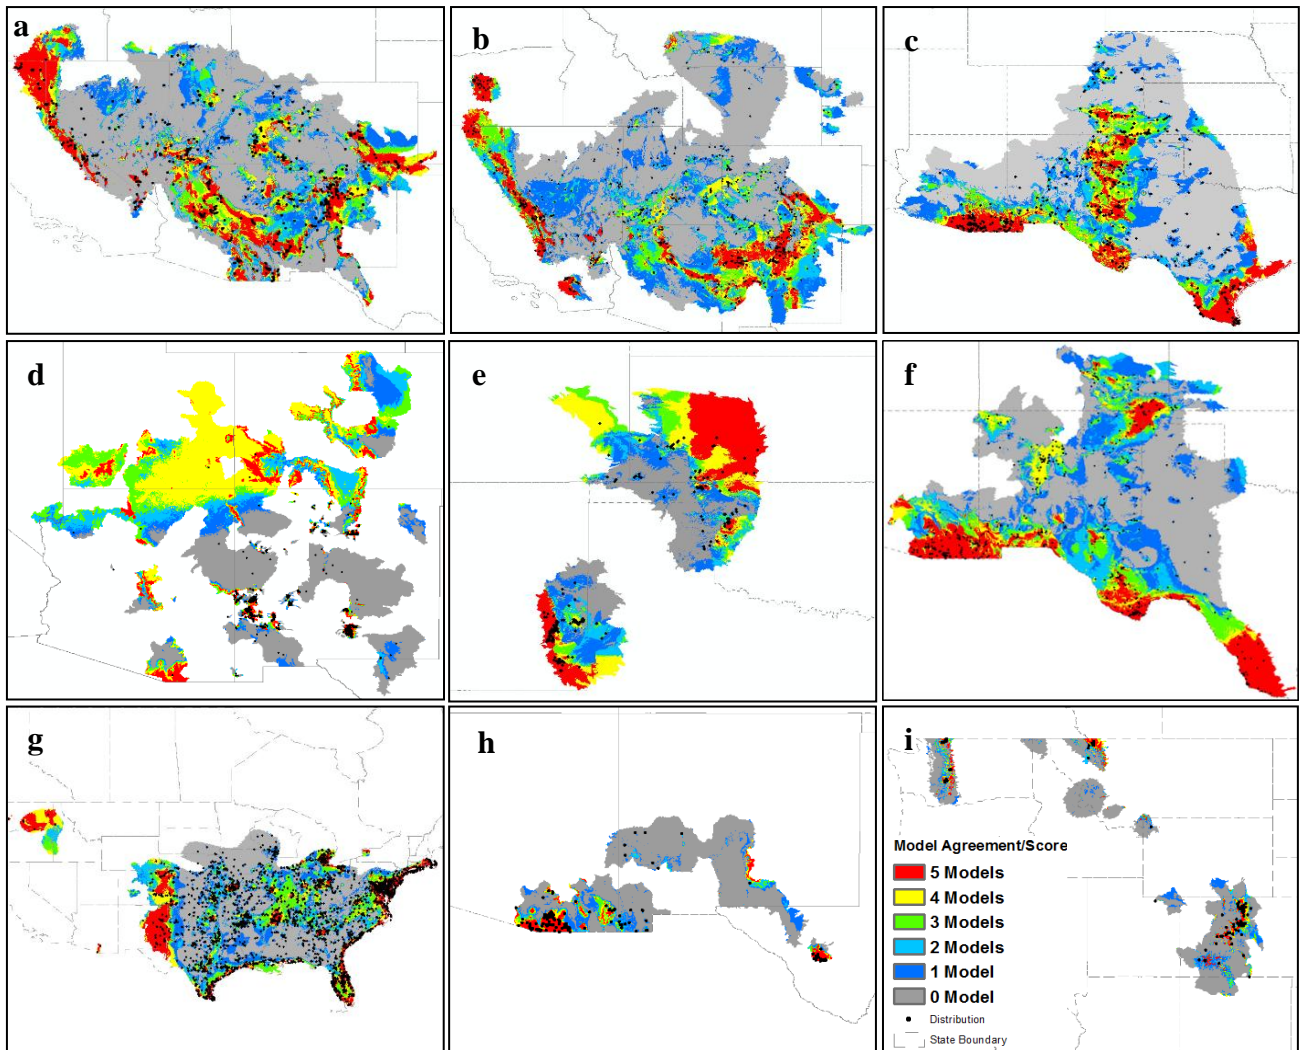 a
b
c
d
e
f
g
h
i
Model Agreement/Score
5 Models
4 Models
3 Models
2 Models
1 Model
0 Model
Distribution
State Boundary